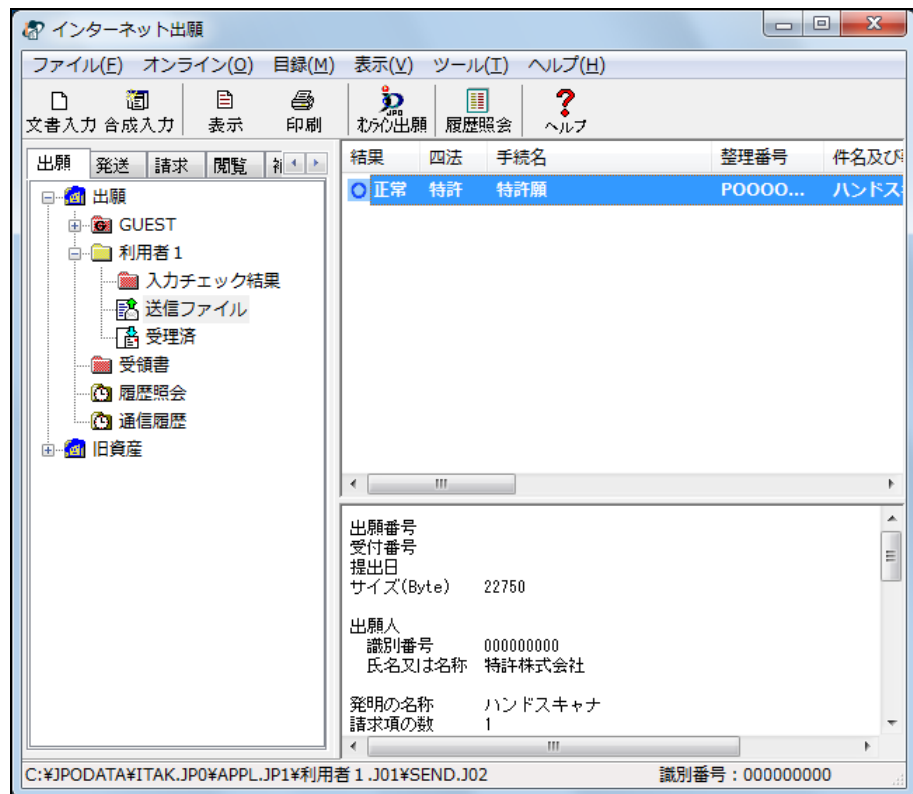 インターネット出願
ファイル(F) オンライン(O) 目録(M) 表示(V) ツール(T) ヘルプ(H)
文書入力 合成入力 表示 印刷 オンライン出願 履歴照会 ヘルプ
出願 発送 請求 閲覧
結果 四法 手続名 整理番号 件名及び
正常 特許 特許願 P0000... ハンドス
出願
GUEST
利用者1
入力チェック結果
送信ファイル
受理済
受領書
履歴照会
通信履歴
旧資産
出願番号
受付番号
提出日
サイズ(Byte) 22750
出願人
識別番号 000000000
氏名又は名称 特許株式会社
発明の名称 ハンドスキャナ
請求項の数 1
C:¥JPODATA¥ITAK.JP0¥APPL.JP1¥利用者1.J01¥SEND.J02 識別番号：000000000